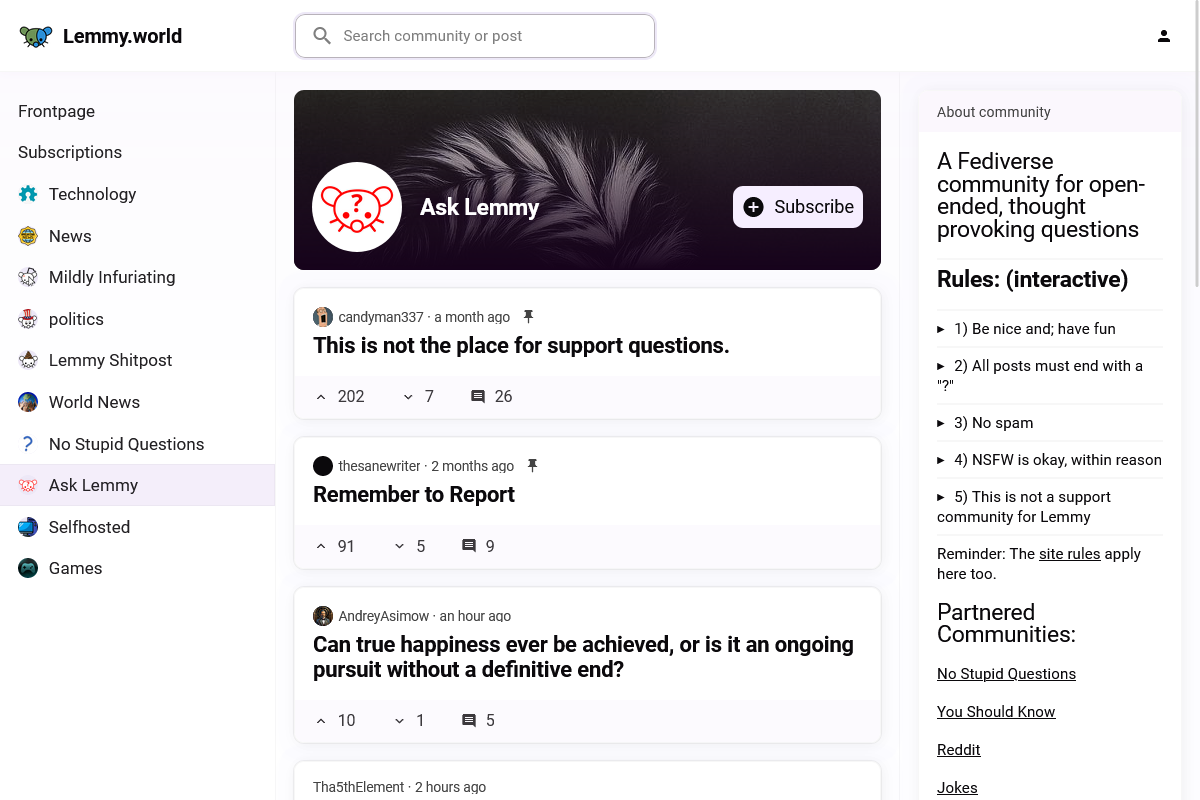 Lemmy.world
Search community or post
Frontpage
Subscriptions
Technology
News
Mildly Infuriating
politics
Lemmy Shitpost
World News
No Stupid Questions
Ask Lemmy
Selfhosted
Games
Ask Lemmy
Subscribe
candyman337 · a month ago
This is not the place for support questions.
202 7 26
thesanewriter · 2 months ago
Remember to Report
91 5 9
AndreyAsimow · an hour ago
Can true happiness ever be achieved, or is it an ongoing
pursuit without a definitive end?
10 1 5
Tha5thElement · 2 hours ago
About community
A Fediverse
community for open-
ended, thought
provoking questions
Rules: (interactive)
1) Be nice and; have fun
2) All posts must end with a
"?"
3) No spam
4) NSFW is okay, within reason
5) This is not a support
community for Lemmy
Reminder: The site rules apply
here too.
Partnered
Communities:
No Stupid Questions
You Should Know
Reddit
Jokes